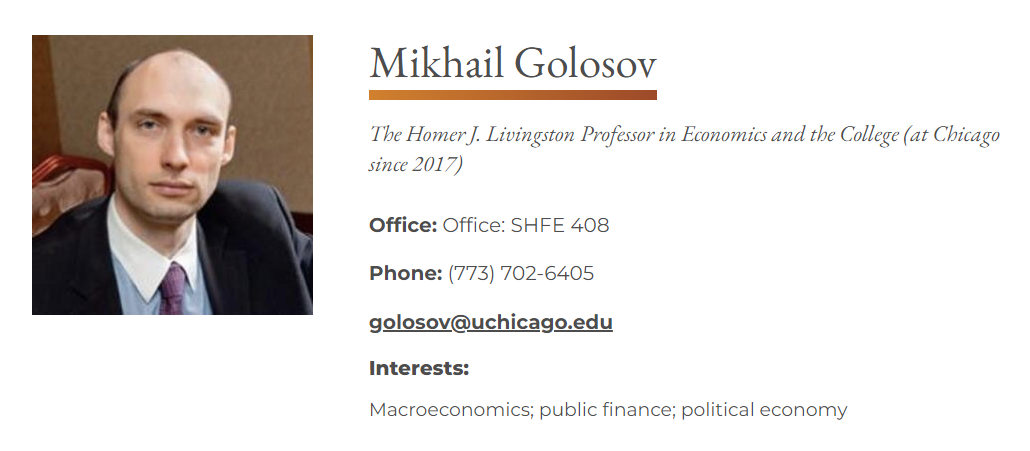 Mikhail Golosov
The Homer J. Livingston Professor in Economics and the College (at Chicago
since 2017)
Office: Office: SHFE 408
Phone: (773) 702-6405
golosov@uchicago.edu
Interests:
Macroeconomics; public finance; political economy